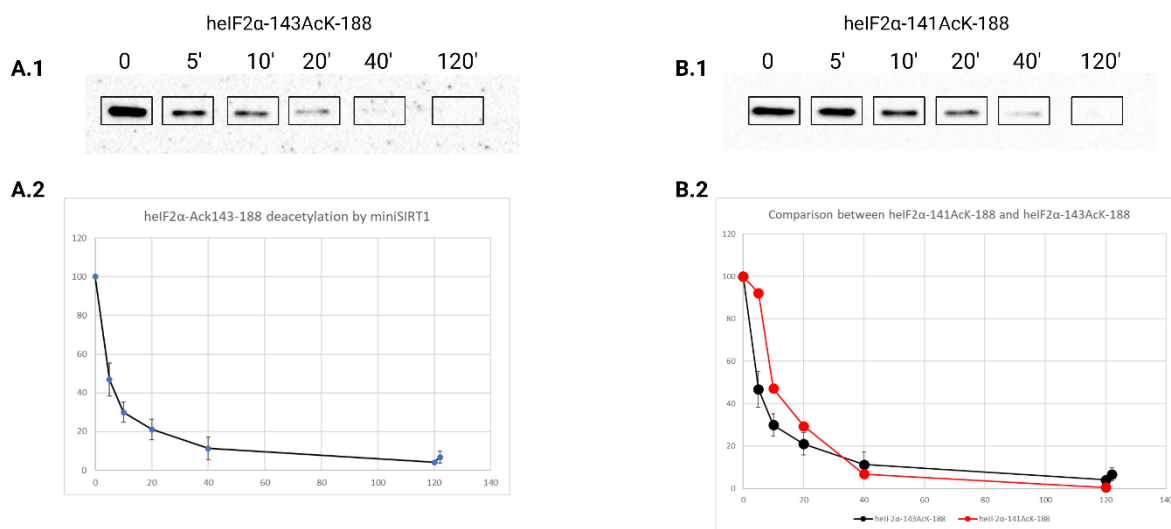 heIF2α-143AcK-188
A.1
0 5' 10' 20' 40' 120'
A.2
heIF2α-Ack143-188 deacetylation by miniSIRT1
120
100
80
60
40
20
0
0 20 40 60 80 100 120 140
heIF2α-141AcK-188
B.1
0 5' 10' 20' 40' 120'
B.2
Comparison between heIF2α-141AcK-188 and heIF2α-143AcK-188
120
100
80
60
40
20
0
0 20 40 60 80 100 120 140
heIF2α-143AcK-188 heIF2α-141AcK-188